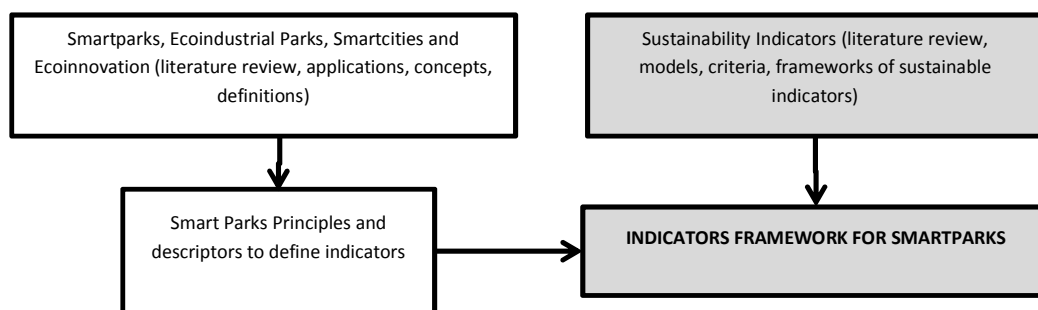 Smartparks, Ecoindustrial Parks, Smartcities and
Ecoinnovation (literature review, applications, concepts,
definitions)
Sustainability Indicators (literature review,
models, criteria, frameworks of sustainable
indicators)
Smart Parks Principles and
descriptors to define indicators
INDICATORS FRAMEWORK FOR SMARTPARKS